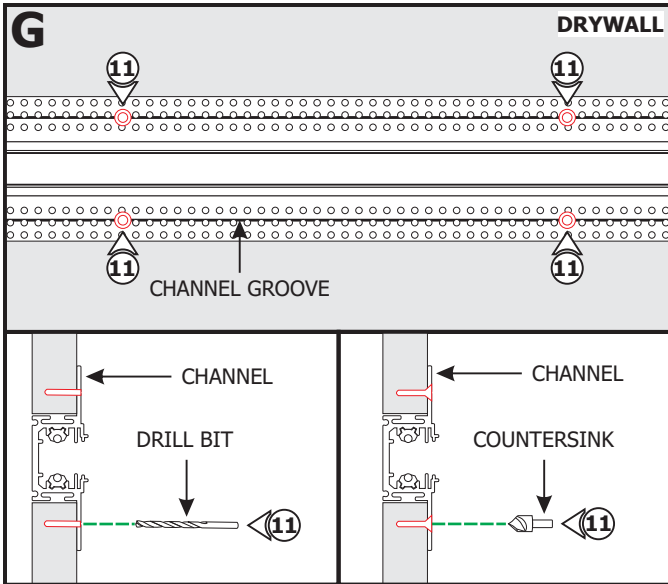 G
DRYWALL
11 11
11 11
CHANNEL GROOVE
CHANNEL
DRILL BIT
11
CHANNEL
COUNTERSINK
11